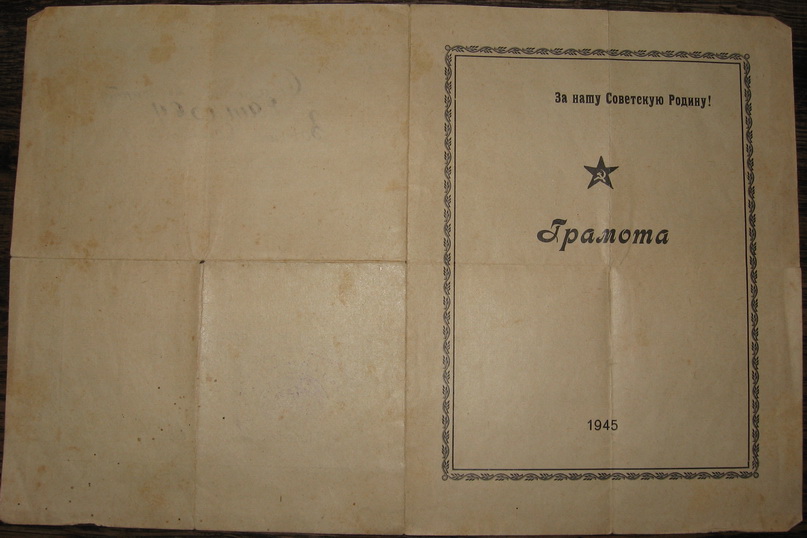 За нашу Советскую Родину!
Грамота
1945